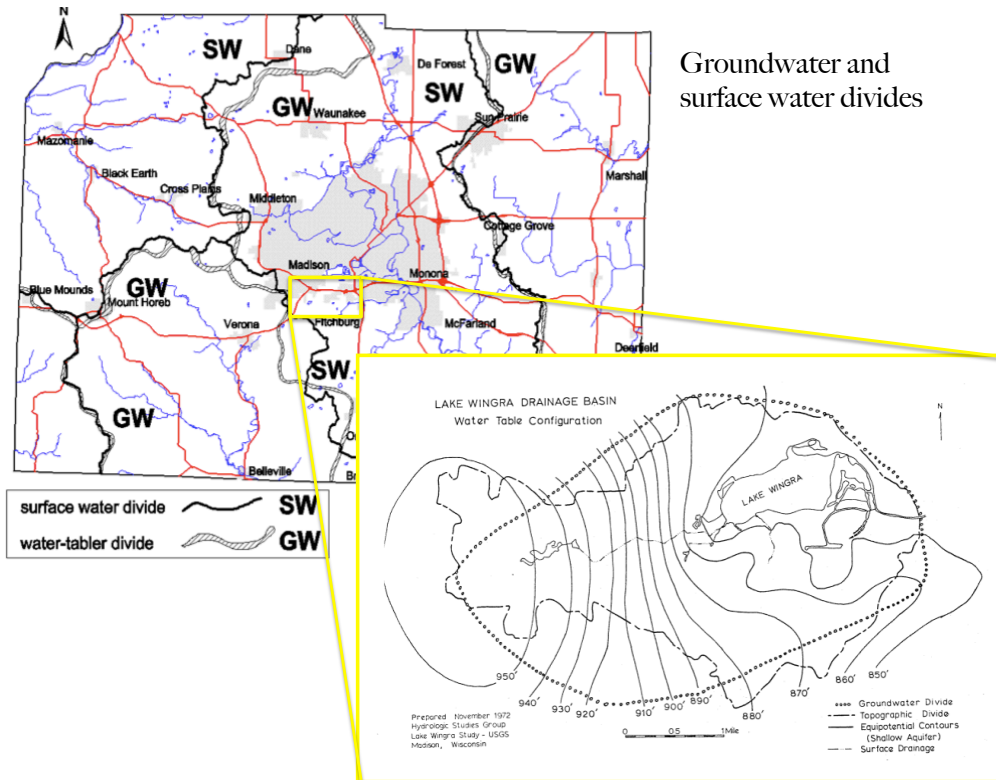 Groundwater and
surface water divides
N
SW
Dane
De Forest
GW
SW
GW
Waunakee
Sun Prairie
Mazomanie
Black Earth
Marshall
Cross Plains
Middleton
Cottage Grove
Madison
Monona
Blue Mounds
GW
Mount Horeb
Verona
Fitchburg
McFarland
Deerfield
SW
GW
Belleville
surface water divide SW
water-tabler divide GW
LAKE WINGRA DRAINAGE BASIN
Water Table Configuration
N
LAKE WINGRA
950'
940'
930'
920'
910'
900'
890'
880'
870'
860'
850'
Prepared November 1972
Hydrologic Studies Group
Lake Wingra Study - USGS
Madison, Wisconsin
0 0.5 1 Mile
Groundwater Divide
Topographic Divide
Equipotential Contours
(Shallow Aquifer)
Surface Drainage